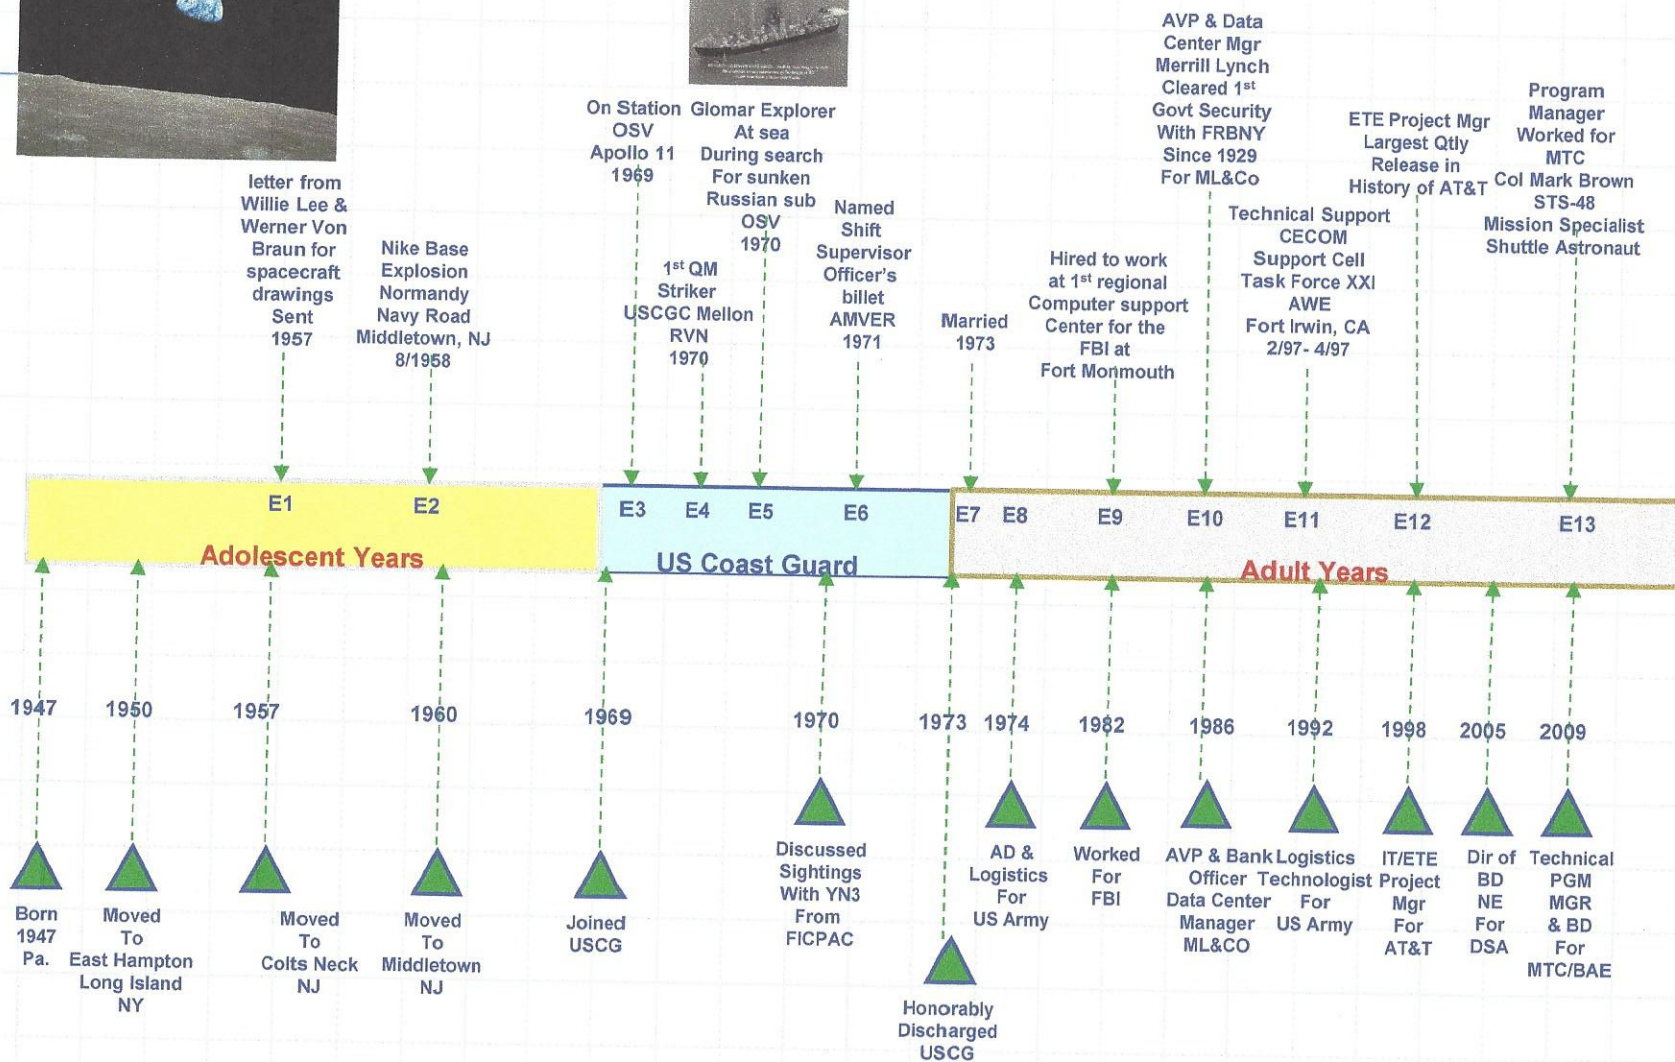 letter from
Willie Lee &
Werner Von
Braun for
spacecraft
drawings
Sent
1957
Nike Base
Explosion
Normandy
Navy Road
Middletown, NJ
8/1958
On Station
OSV
Apollo 11
1969
1st QM
Striker
USCGC Mellon
RVN
1970
Glomar Explorer
At sea
During search
For sunken
Russian sub
OSV
1970
Named
Shift
Supervisor
Officer's
billet
AMVER
1971
Married
1973
Hired to work
at 1st regional
Computer support
Center for the
FBI at
Fort Monmouth
AVP & Data
Center Mgr
Merrill Lynch
Cleared 1st
Govt Security
With FRBNY
Since 1929
For ML&Co
Technical Support
CECOM
Support Cell
Task Force XXI
AWE
Fort Irwin, CA
2/97- 4/97
ETE Project Mgr
Largest Qtly
Release in
History of AT&T
Program
Manager
Worked for
MTC
Col Mark Brown
STS-48
Mission Specialist
Shuttle Astronaut
E1
E2
E3
E4
E5
E6
E7
E8
E9
E10
E11
E12
E13
Adolescent Years
US Coast Guard
Adult Years
1947
1950
1957
1960
1969
1970
1973
1974
1982
1986
1992
1998
2005
2009
Born
1947
Pa.
Moved
To
East Hampton
Long Island
NY
Moved
To
Colts Neck
NJ
Moved
To
Middletown
NJ
Joined
USCG
Discussed
Sightings
With YN3
From
FICPAC
Honorably
Discharged
USCG
AD &
Logistics
For
US Army
Worked
For
FBI
AVP & Bank
Officer
Data Center
Manager
ML&CO
Logistics
Technologist
For
US Army
IT/ETE
Project
Mgr
For
AT&T
Dir of
BD
NE
For
DSA
Technical
PGM
MGR
& BD
For
MTC/BAE